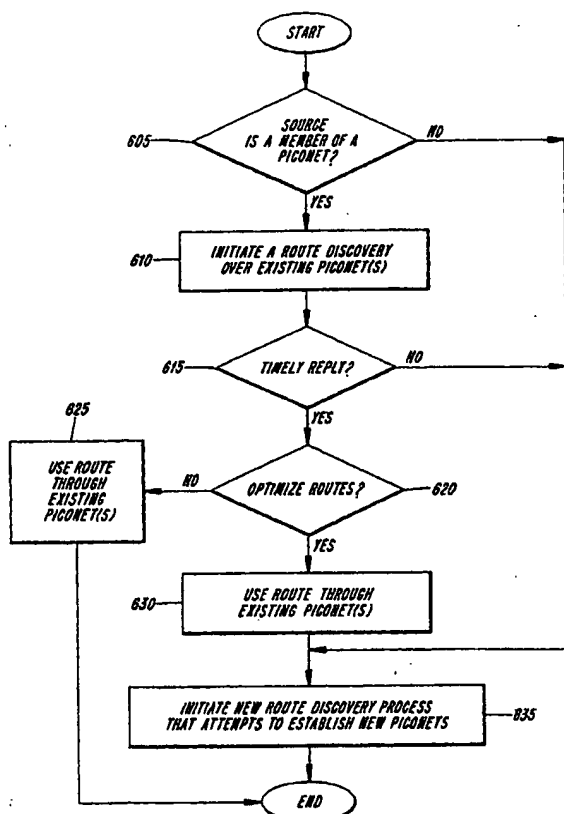 START
SOURCE
IS A MEMBER OF A
PICONET?
605
NO
YES
INITIATE A ROUTE DISCOVERY
OVER EXISTING PICONET(S)
610
TIMELY REPLY?
615
NO
YES
625
USE ROUTE
THROUGH
EXISTING
PICONET(S)
NO
OPTIMIZE ROUTES?
620
YES
USE ROUTE THROUGH
EXISTING PICONET(S)
630
INITIATE NEW ROUTE DISCOVERY PROCESS
THAT ATTEMPTS TO ESTABLISH NEW PICONETS
635
END